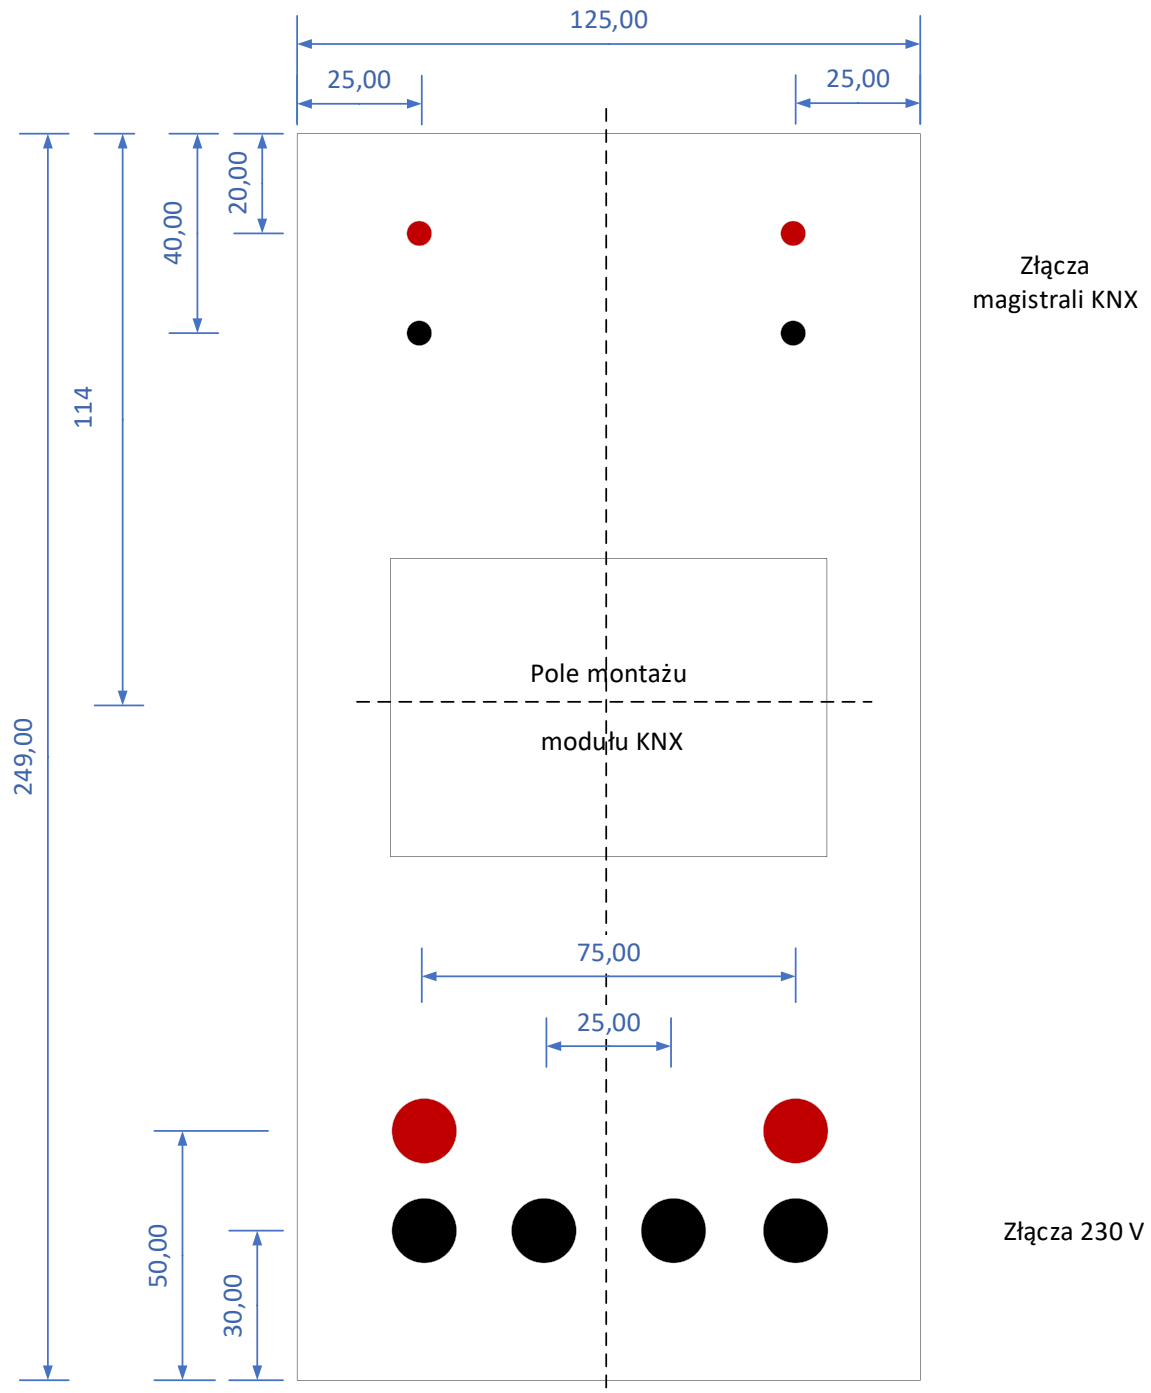 125,00
25,00
25,00
20,00
40,00
Złącza
magistrali KNX
114
Pole montażu
modułu KNX
249,00
75,00
25,00
50,00
30,00
Złącza 230 V